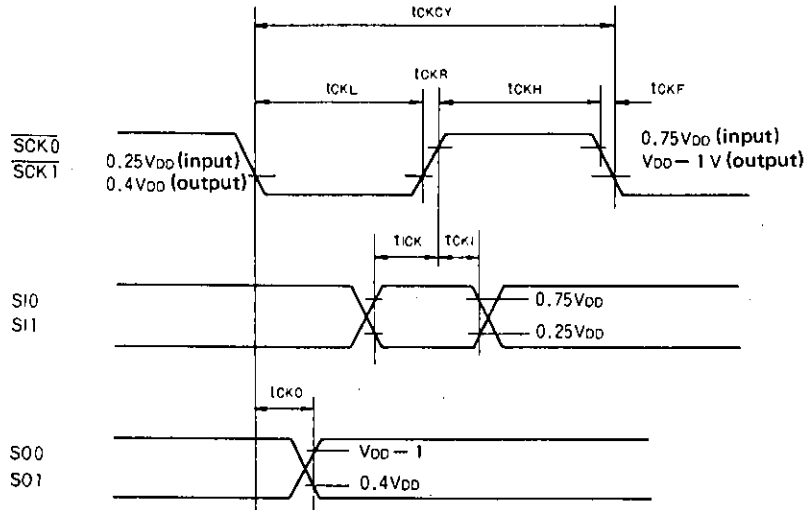 tCKCY
tCKR
tCKL
tCKH
tCKF
SCK0
SCK1
0.25VDD (input)
0.4VDD (output)
0.75VDD (input)
VDD − 1 V (output)
tICK
tCKI
SI0
SI1
0.75VDD
0.25VDD
tCKO
SO0
SO1
VDD − 1
0.4VDD